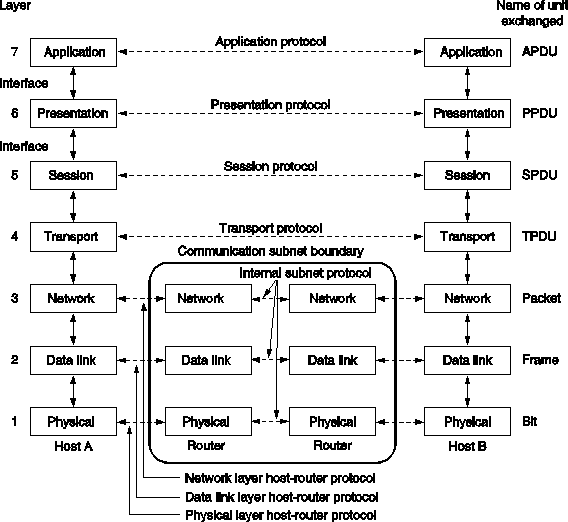 Layer
Name of unit
exchanged
7 Application Application protocol Application APDU
Interface
6 Presentation Presentation protocol Presentation PPDU
Interface
5 Session Session protocol Session SPDU
4 Transport Transport protocol Transport TPDU
Communication subnet boundary
Internal subnet protocol
3 Network Network Network Network Packet
2 Data link Data link Data link Data link Frame
1 Physical Physical Physical Physical Bit
Host A Router Router Host B
Network layer host-router protocol
Data link layer host-router protocol
Physical layer host-router protocol